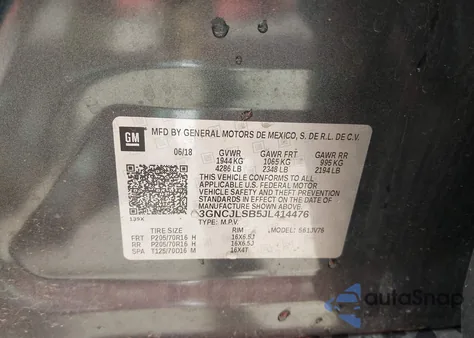 GM
MFD BY GENERAL MOTORS DE MEXICO, S. DE R.L. DE C.V.
06/18 GVWR GAWR FRT GAWR RR
1944 KG 1065 KG 995 KG
4286 LB 2348 LB 2194 LB
THIS VEHICLE CONFORMS TO ALL APPLICABLE
U.S. FEDERAL MOTOR
VEHICLE SAFETY AND THEFT PREVENTION
STANDARDS IN EFFECT ON THE DATE OF
MANUFACTURE SHOWN ABOVE.
3GNCJLSB5JL414476
TYPE: M.P.V. MODEL:
TIRE SIZE RIM
FRT P205/70R16 H 16X6.5J
RR P205/70R16 H 16X6.5J
SPA T125/70D16 M 16X4T
autoSnap